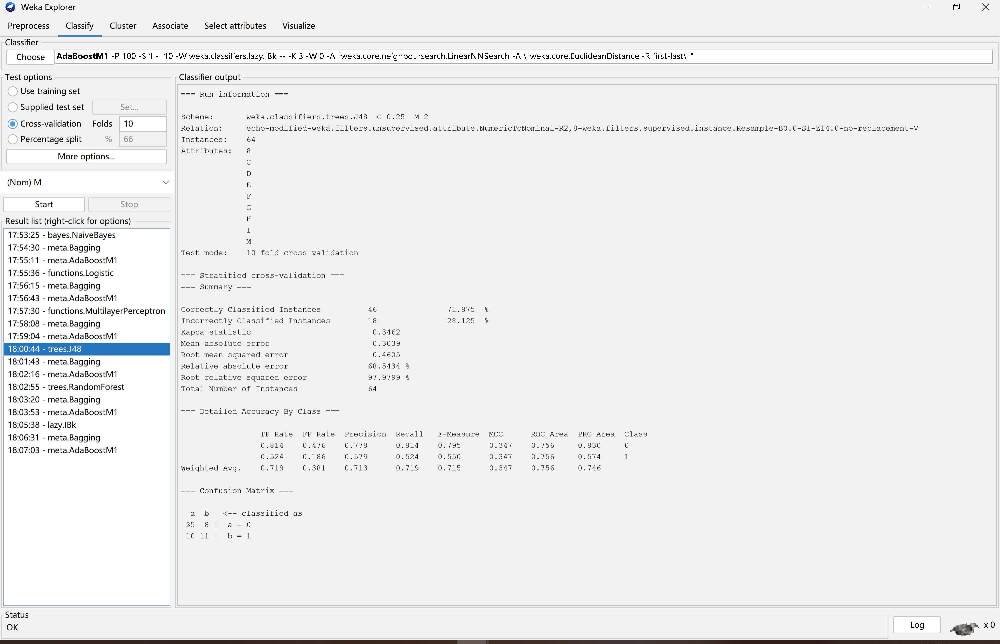 Weka Explorer
Preprocess Classify Cluster Associate Select attributes Visualize
Classifier
Choose AdaBoostM1 -P 100 -S 1 -I 10 -W weka.classifiers.lazy.IBk -- -K 3 -W 0 -A "weka.core.neighboursearch.LinearNNSearch -A \"weka.core.EuclideanDistance -R first-last\""
Test options
Use training set
Supplied test set Set...
Cross-validation Folds 10
Percentage split % 66
More options...
(Nom) M
Start Stop
Result list (right-click for options)
17:53:25 - bayes.NaiveBayes
17:54:30 - meta.Bagging
17:55:11 - meta.AdaBoostM1
17:55:36 - functions.Logistic
17:56:15 - meta.Bagging
17:56:43 - meta.AdaBoostM1
17:57:30 - functions.MultilayerPerceptron
17:58:08 - meta.Bagging
17:59:04 - meta.AdaBoostM1
18:00:44 - trees.J48
18:01:43 - meta.Bagging
18:02:16 - meta.AdaBoostM1
18:02:55 - trees.RandomForest
18:03:20 - meta.Bagging
18:03:53 - meta.AdaBoostM1
18:05:38 - lazy.IBk
18:06:31 - meta.Bagging
18:07:03 - meta.AdaBoostM1
Classifier output
=== Run information ===
Scheme: weka.classifiers.trees.J48 -C 0.25 -M 2
Relation: echo-modified-weka.filters.unsupervised.attribute.NumericToNominal-R2,8-weka.filters.supervised.instance.Resample-B0.0-S1-Z14.0-no-replacement-V
Instances: 64
Attributes: 8
C
D
E
F
G
H
I
M
Test mode: 10-fold cross-validation
=== Stratified cross-validation ===
=== Summary ===
Correctly Classified Instances 46 71.875 %
Incorrectly Classified Instances 18 28.125 %
Kappa statistic 0.3462
Mean absolute error 0.3039
Root mean squared error 0.4605
Relative absolute error 68.5434 %
Root relative squared error 97.9799 %
Total Number of Instances 64
=== Detailed Accuracy By Class ===
TP Rate FP Rate Precision Recall F-Measure MCC ROC Area PRC Area Class
0.814 0.476 0.778 0.814 0.795 0.347 0.756 0.830 0
0.524 0.186 0.579 0.524 0.550 0.347 0.756 0.574 1
Weighted Avg. 0.719 0.381 0.713 0.719 0.715 0.347 0.756 0.746
=== Confusion Matrix ===
a b <-- classified as
35 8 | a = 0
10 11 | b = 1
Status
OK
Log x 0